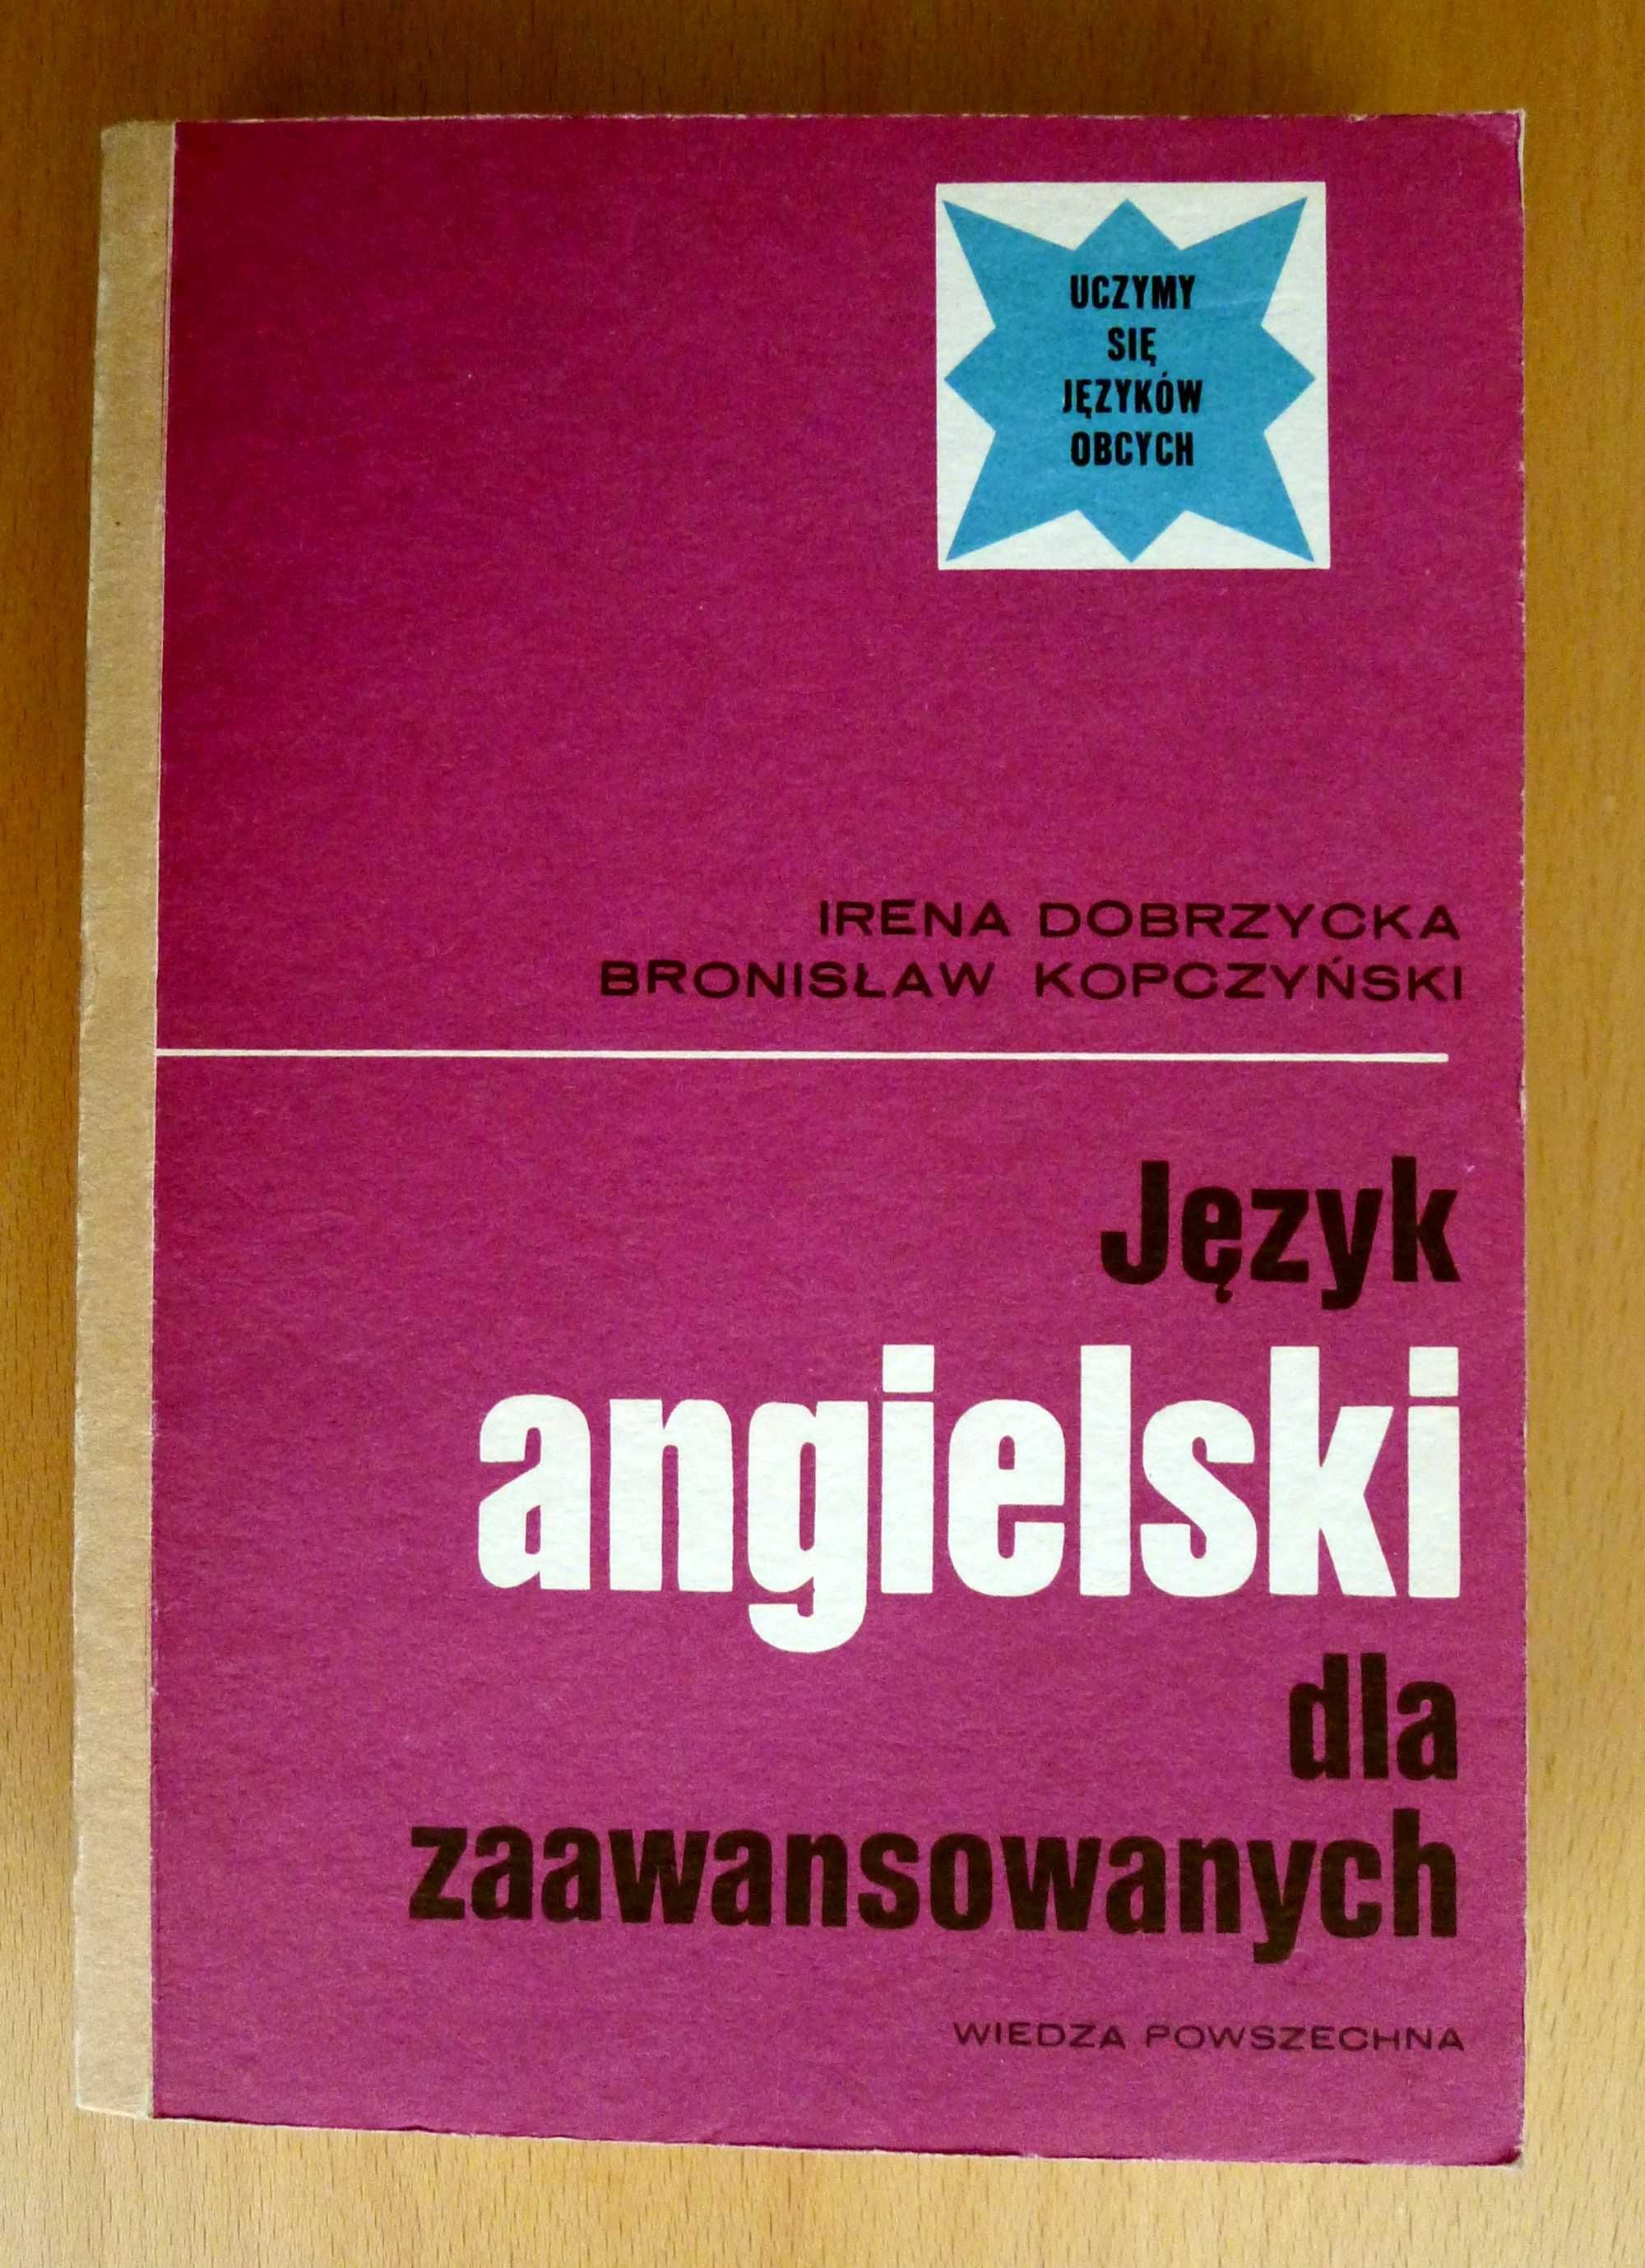 UCZYMY
SIĘ
JĘZYKÓW
OBCYCH
IRENA DOBRZYCKA
BRONISŁAW KOPCZYŃSKI
Język
angielski
dla
zaawansowanych
WIEDZA POWSZECHNA